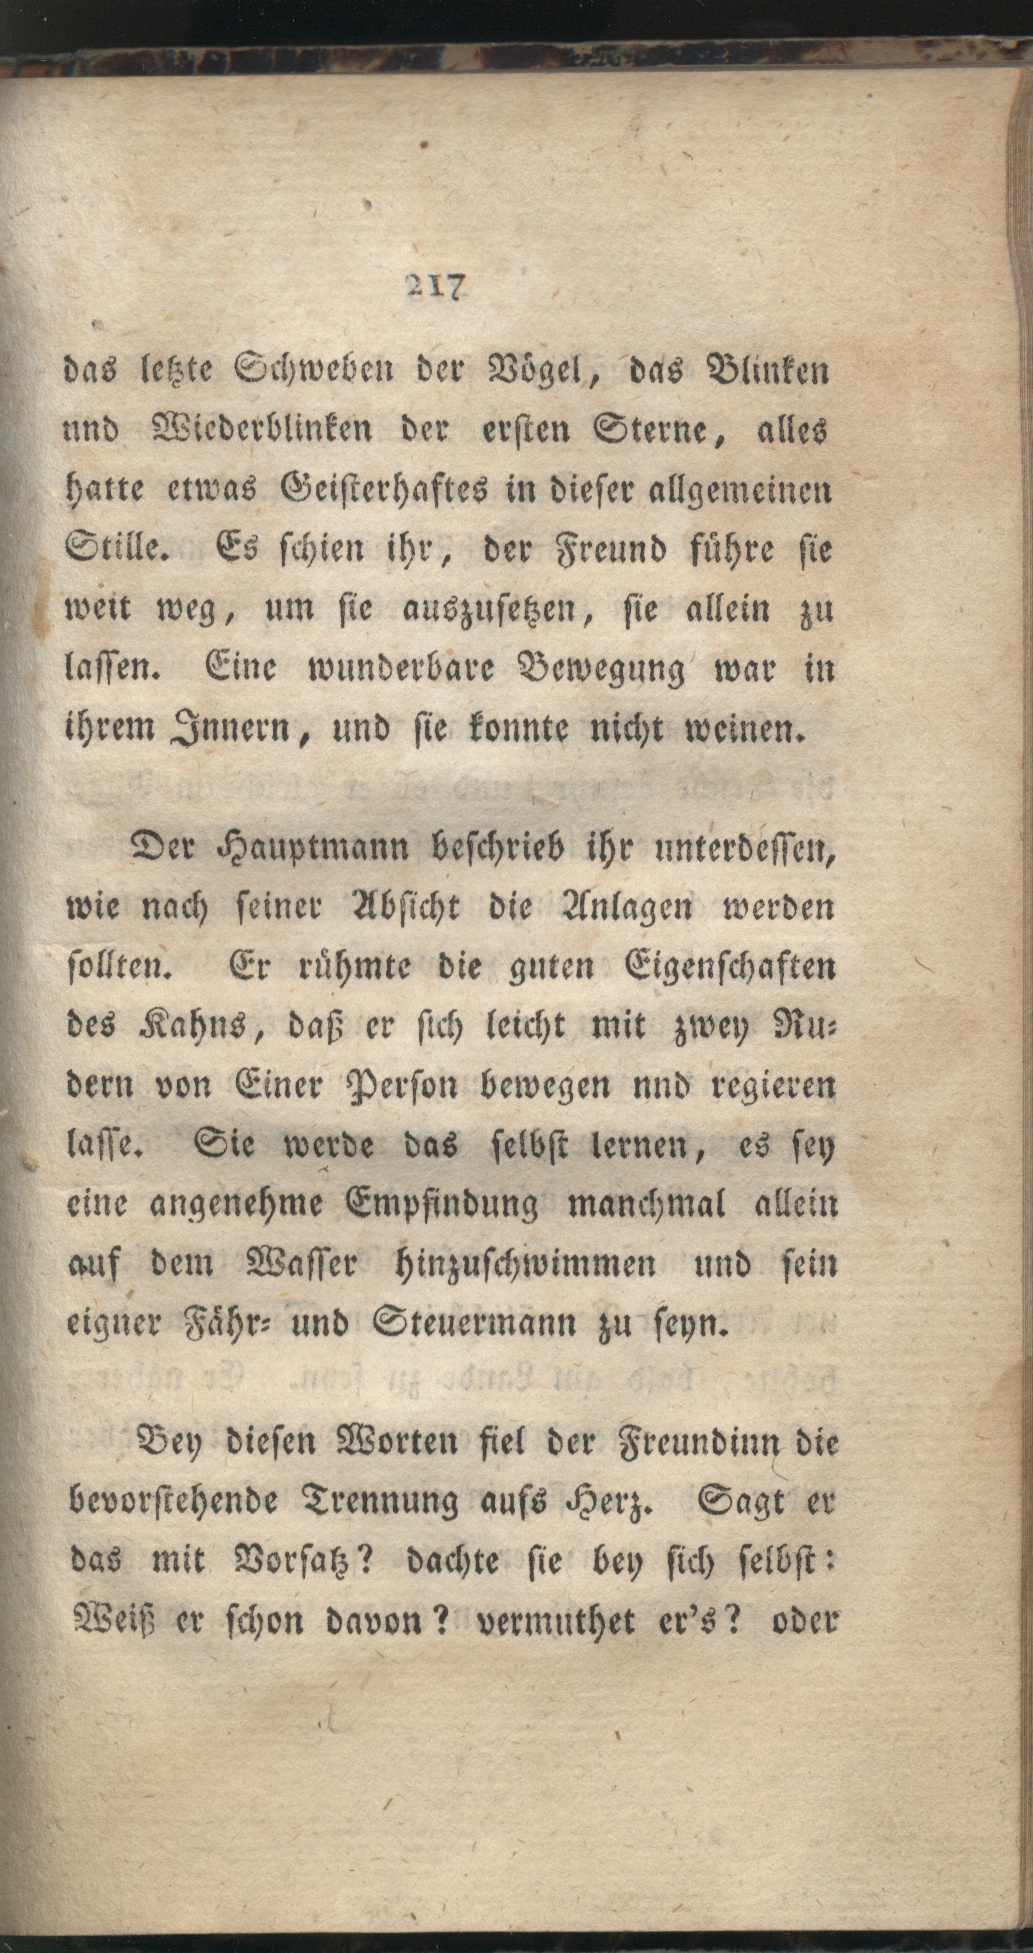 217
das letzte Schweben der Vögel, das Blinken
und Wiederblinken der ersten Sterne, alles
hatte etwas Geisterhaftes in dieser allgemeinen
Stille. Es schien ihr, der Freund führe sie
weit weg, um sie auszusetzen, sie allein zu
lassen. Eine wunderbare Bewegung war in
ihrem Innern, und sie konnte nicht weinen.
Der Hauptmann beschrieb ihr unterdessen,
wie nach seiner Absicht die Anlagen werden
sollten. Er rühmte die guten Eigenschaften
des Kahns, daß er sich leicht mit zwey Ru-
dern von Einer Person bewegen nnd regieren
lasse. Sie werde das selbst lernen, es sey
eine angenehme Empfindung manchmal allein
auf dem Wasser hinzuschwimmen und sein
eigner Fähr- und Steuermann zu seyn.
Bey diesen Worten fiel der Freundinn die
bevorstehende Trennung aufs Herz. Sagt er
das mit Vorsatz? dachte sie bey sich selbst:
Weiß er schon davon? vermuthet er's? oder